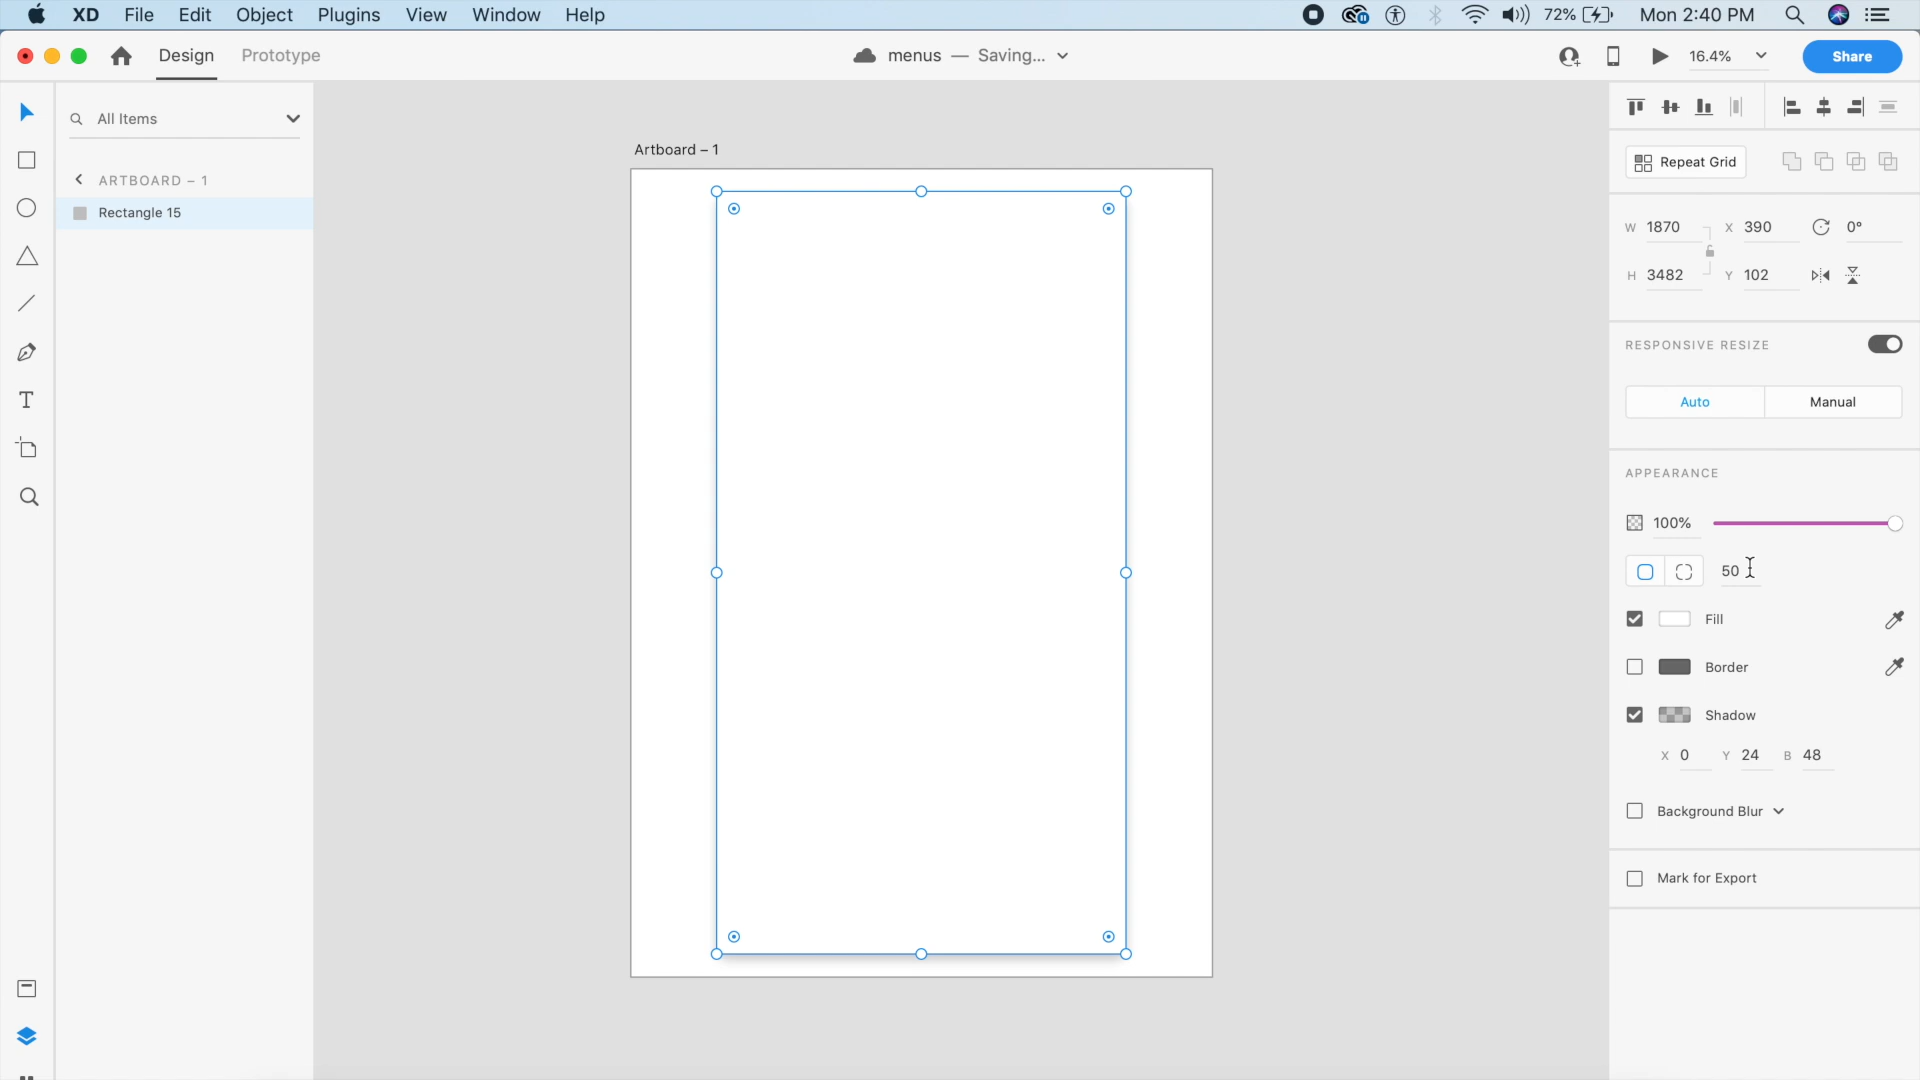 XD File Edit Object Plugins View Window Help 72% Mon 2:40 PM
Design Prototype menus — Saving... 16.4% Share
All Items
ARTBOARD – 1
Rectangle 15
Artboard – 1
Repeat Grid
W 1870 X 390 0°
H 3482 Y 102
RESPONSIVE RESIZE
Auto Manual
APPEARANCE
100%
50
Fill
Border
Shadow
X 0 Y 24 B 48
Background Blur
Mark for Export